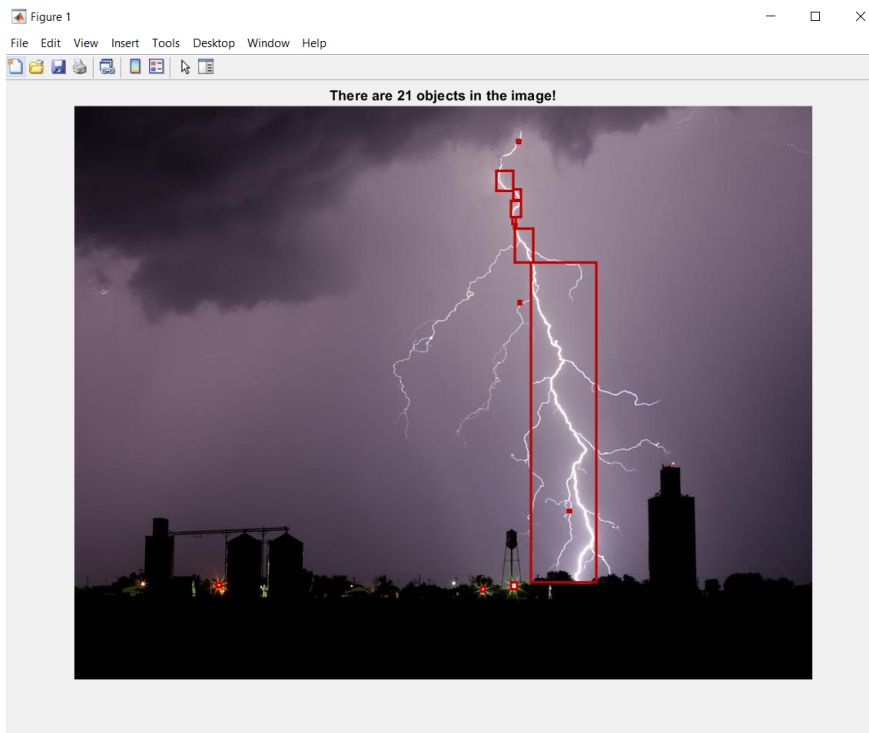 Figure 1
File Edit View Insert Tools Desktop Window Help
There are 21 objects in the image!